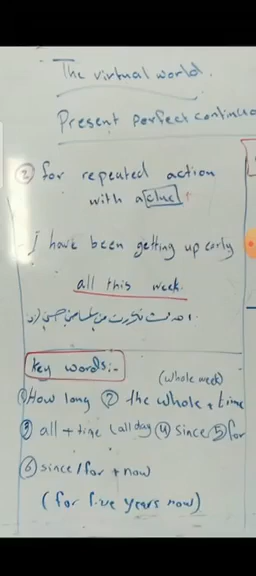 The virtual world.
Present perfect continuo
② for repeated action
with a clue
I have been getting up early
all this week.
Key words:-
(whole week)
① How long ② the whole + time
③ all + time (all day ④ since ⑤ for
⑥ since/for + now
(for five years now)